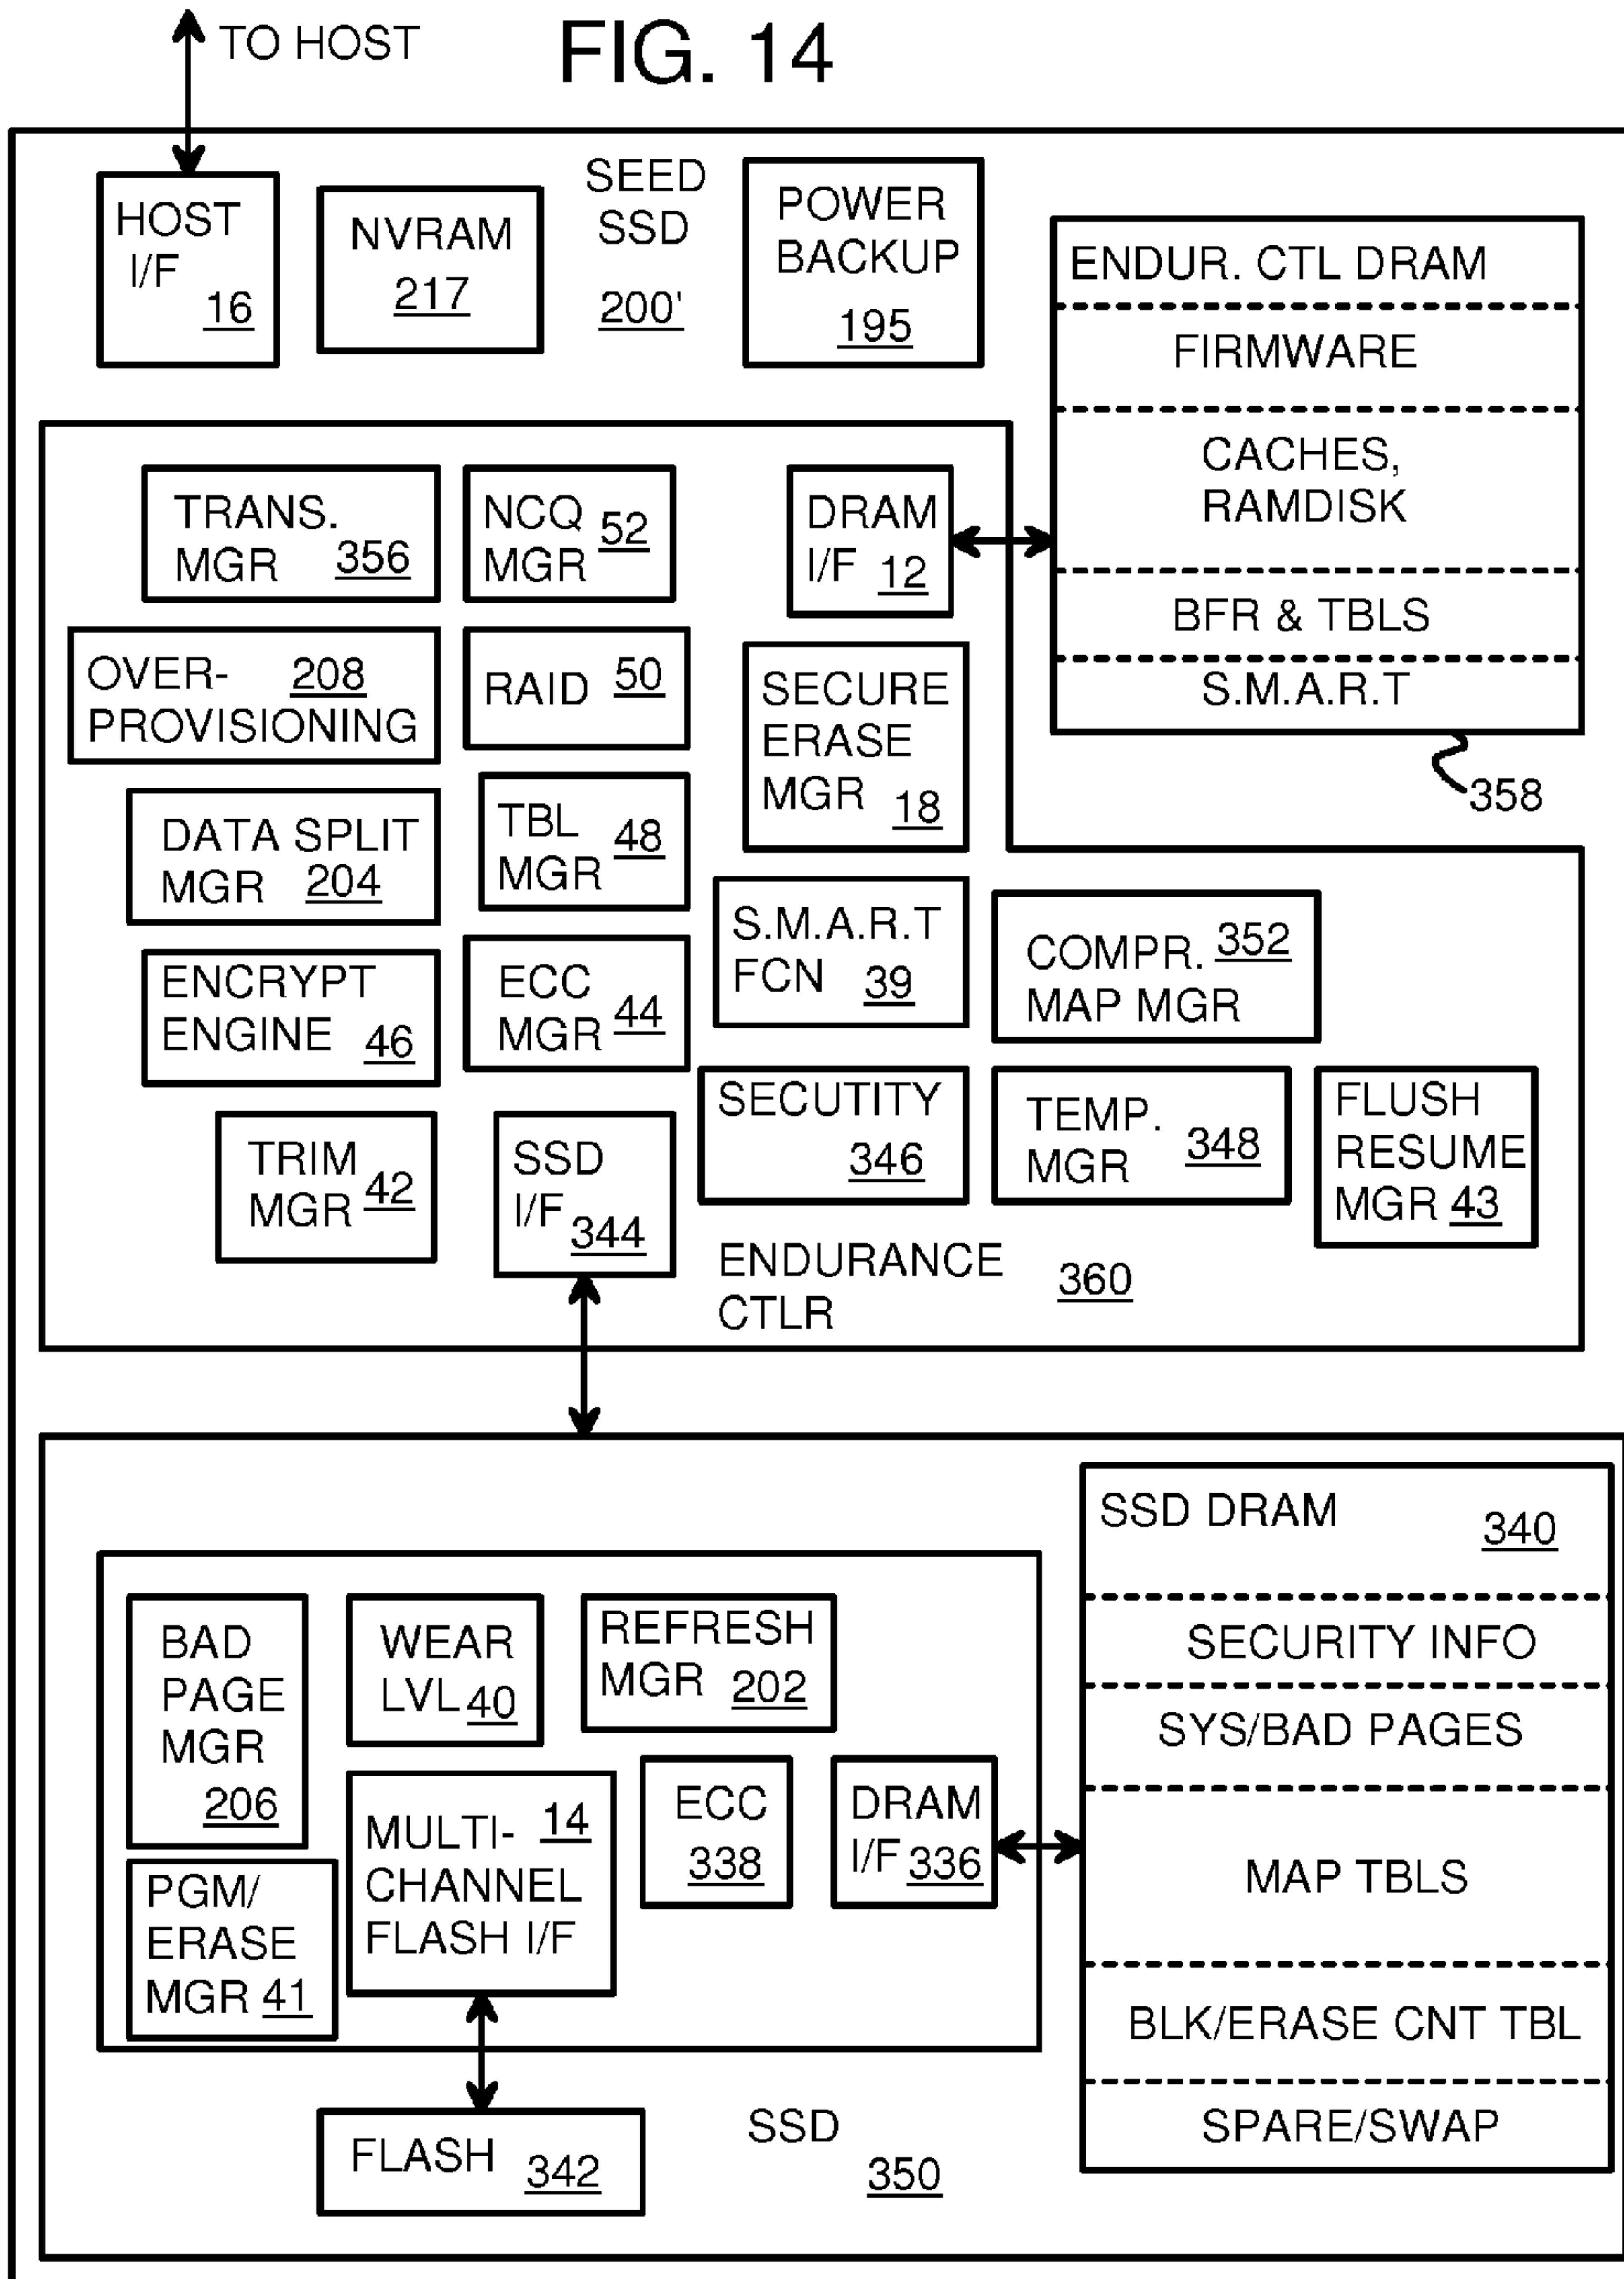 TO HOST
FIG. 14
HOST
I/F
16
NVRAM
217
SEED
SSD
200'
POWER
BACKUP
195
ENDUR. CTL DRAM
FIRMWARE
CACHES,
RAMDISK
BFR & TBLS
S.M.A.R.T
358
TRANS.
MGR 356
NCQ 52
MGR
DRAM
I/F 12
OVER- 208
PROVISIONING
RAID 50
SECURE
ERASE
MGR 18
DATA SPLIT
MGR 204
TBL 48
MGR
S.M.A.R.T
FCN 39
COMPR. 352
MAP MGR
ENCRYPT
ENGINE 46
ECC 44
MGR
SECUTITY
346
TEMP. 348
MGR
FLUSH
RESUME
MGR 43
TRIM 42
MGR
SSD
I/F 344
ENDURANCE 360
CTLR
SSD DRAM 340
SECURITY INFO
SYS/BAD PAGES
MAP TBLS
BLK/ERASE CNT TBL
SPARE/SWAP
BAD
PAGE
MGR
206
WEAR
LVL 40
REFRESH
MGR 202
PGM/
ERASE
MGR 41
MULTI- 14
CHANNEL
FLASH I/F
ECC
338
DRAM
I/F 336
FLASH 342
SSD
350